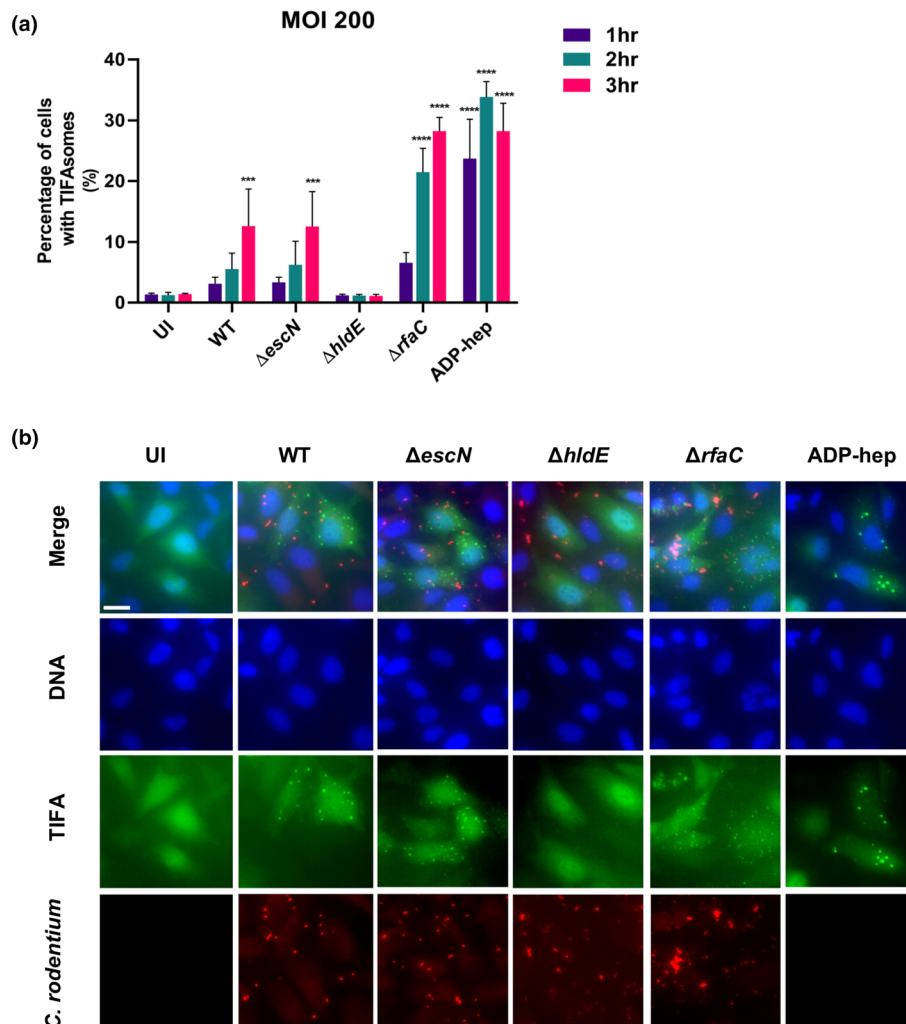 (a)
MOI 200
1hr
2hr
3hr
Percentage of cells
with TIFAsomes
(%)
40
30
20
10
0
***
***
****
****
****
****
****
UI
WT
ΔescN
ΔhldE
ΔrfaC
ADP-hep
(b)
UI WT ΔescN ΔhldE ΔrfaC ADP-hep
Merge
DNA
TIFA
C. rodentium